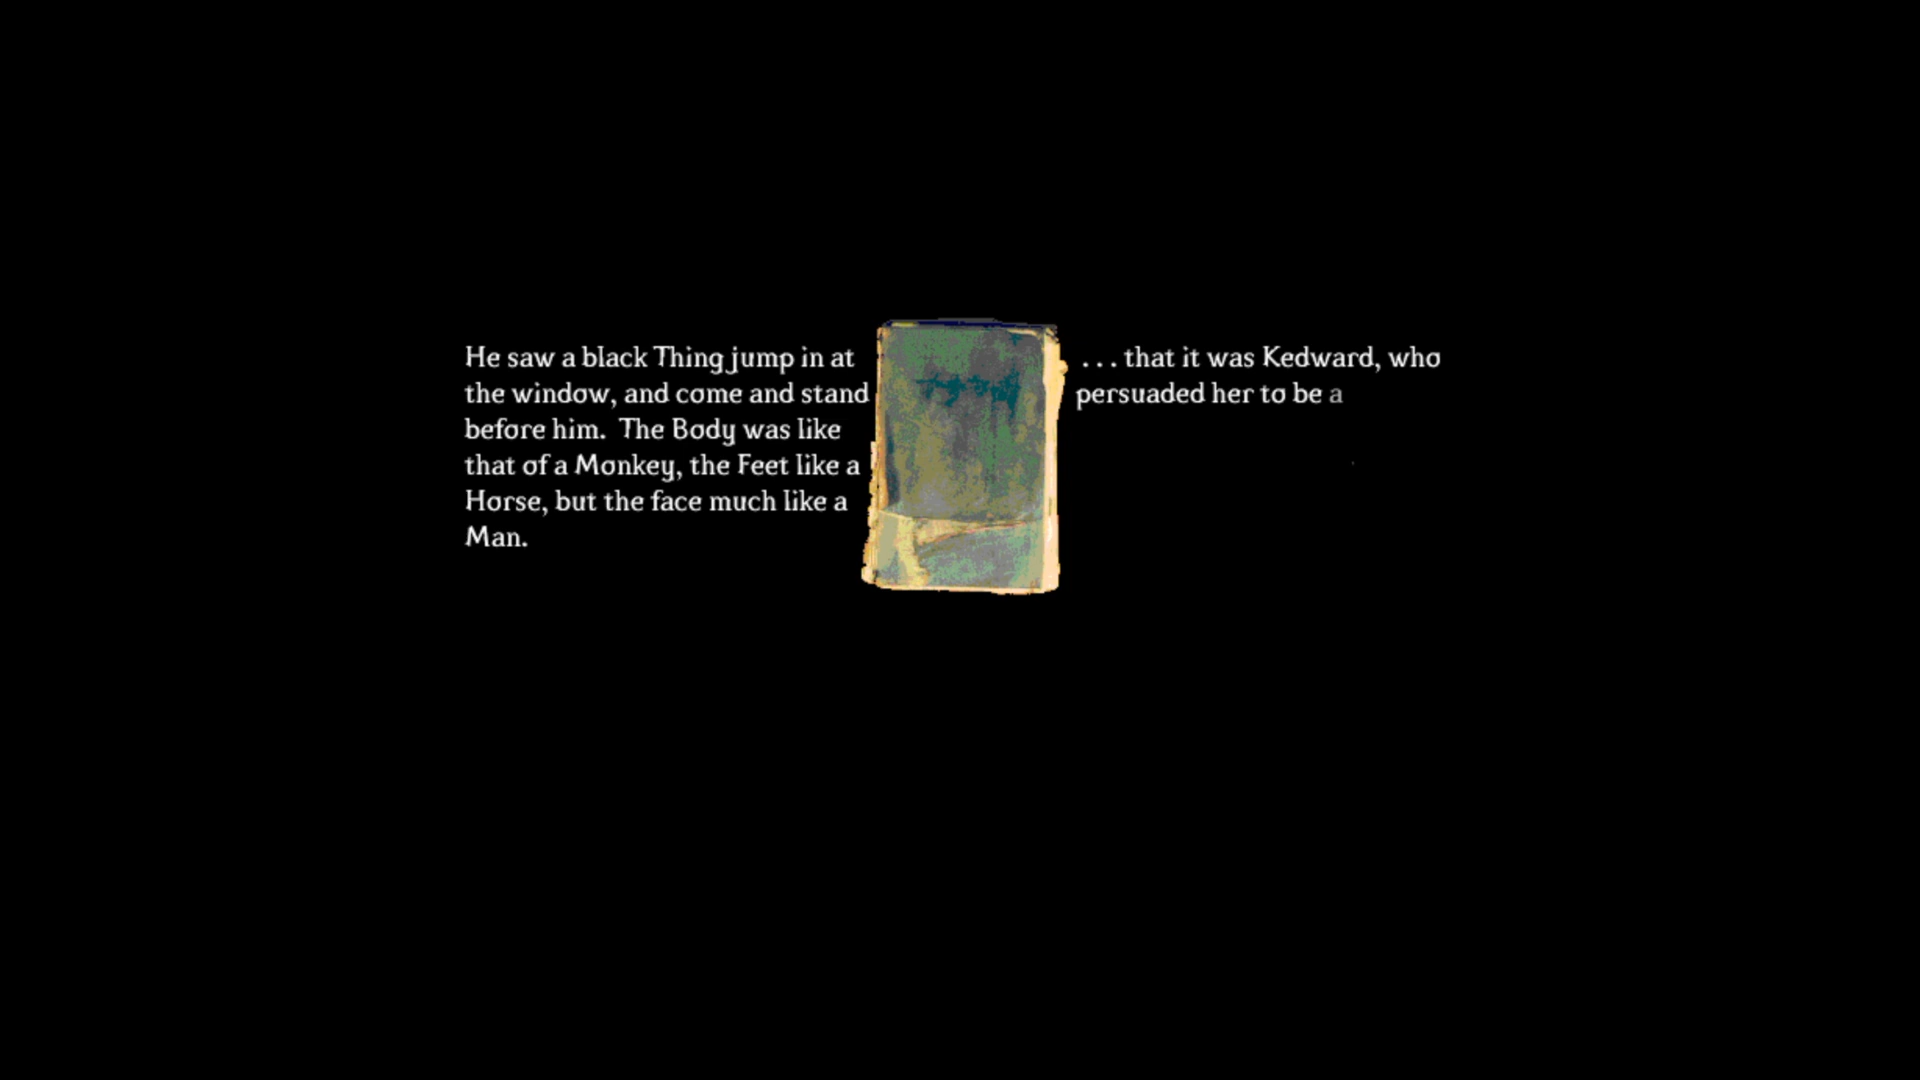 He saw a black Thing jump in at
the window, and come and stand
before him.  The Body was like
that of a Monkey, the Feet like a
Horse, but the face much like a
Man.
. . . that it was Kedward, who
persuaded her to be a